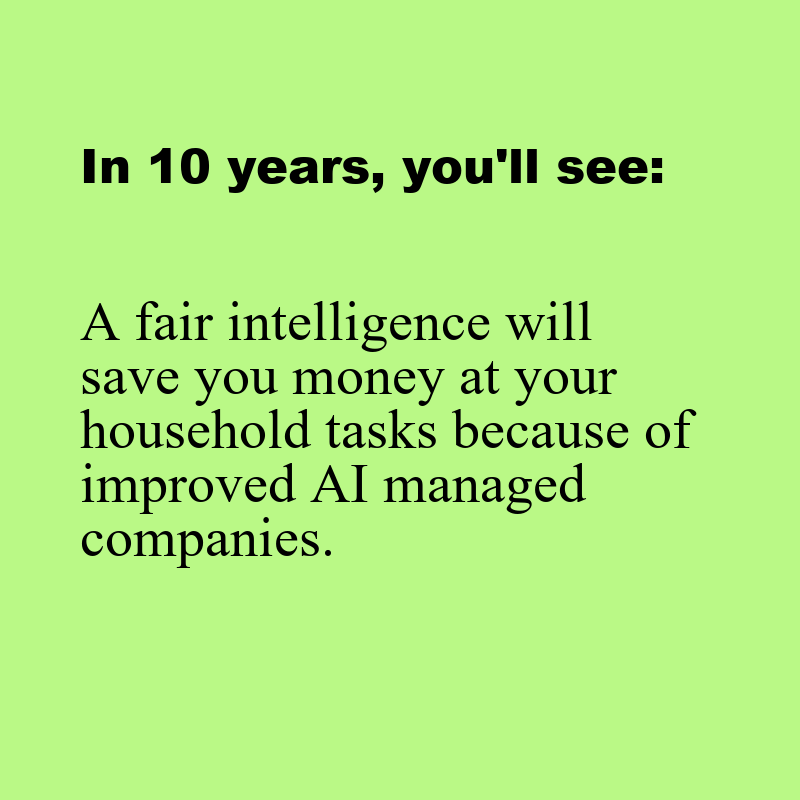 In 10 years, you'll see:
A fair intelligence will
save you money at your
household tasks because of
improved AI managed
companies.